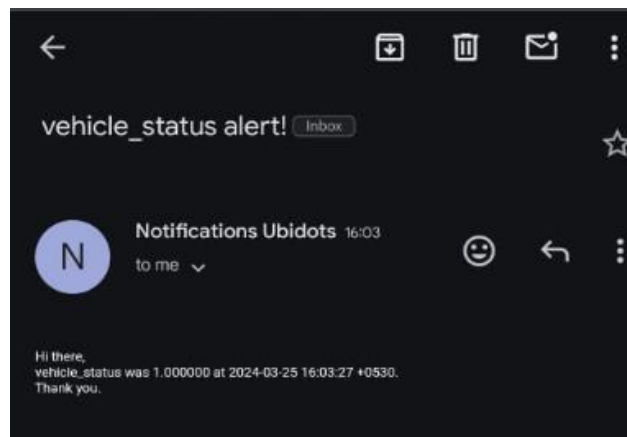 vehicle_status alert! Inbox
N
Notifications Ubidots 16:03
to me
Hi there,
vehicle_status was 1.000000 at 2024-03-25 16:03:27 +0530.
Thank you.